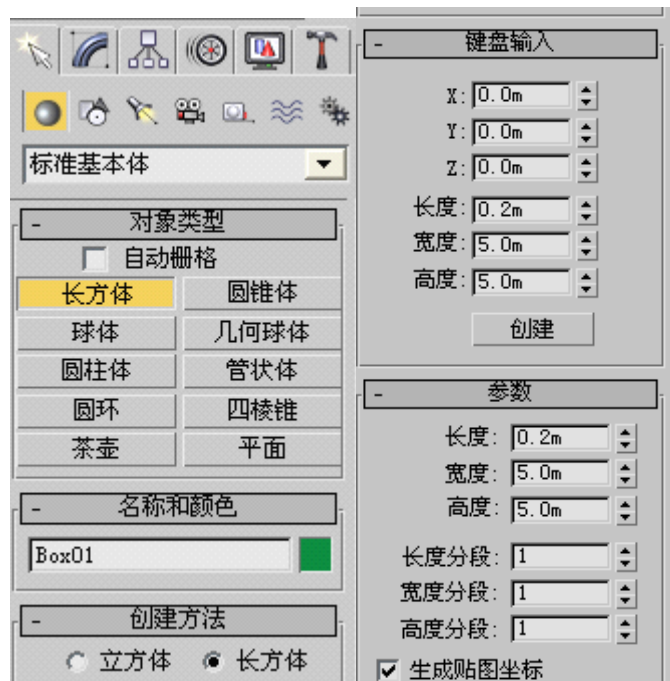 标准基本体
- 对象类型
自动栅格
长方体 圆锥体
球体 几何球体
圆柱体 管状体
圆环 四棱锥
茶壶 平面
- 名称和颜色
Box01
- 创建方法
立方体 长方体
- 键盘输入
X: 0.0m
Y: 0.0m
Z: 0.0m
长度: 0.2m
宽度: 5.0m
高度: 5.0m
创建
- 参数
长度: 0.2m
宽度: 5.0m
高度: 5.0m
长度分段: 1
宽度分段: 1
高度分段: 1
生成贴图坐标